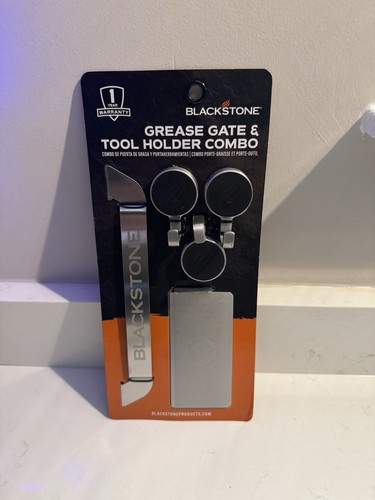 1
YEAR
WARRANTY
BLACKSTONE
GREASE GATE &
TOOL HOLDER COMBO
COMBO DE PUERTA DE GRASA Y PORTAHERRAMIENTAS | COMBO PORTE-GRAISSE ET PORTE-OUTIL
BLACKSTONE
BLACKSTONEPRODUCTS.COM